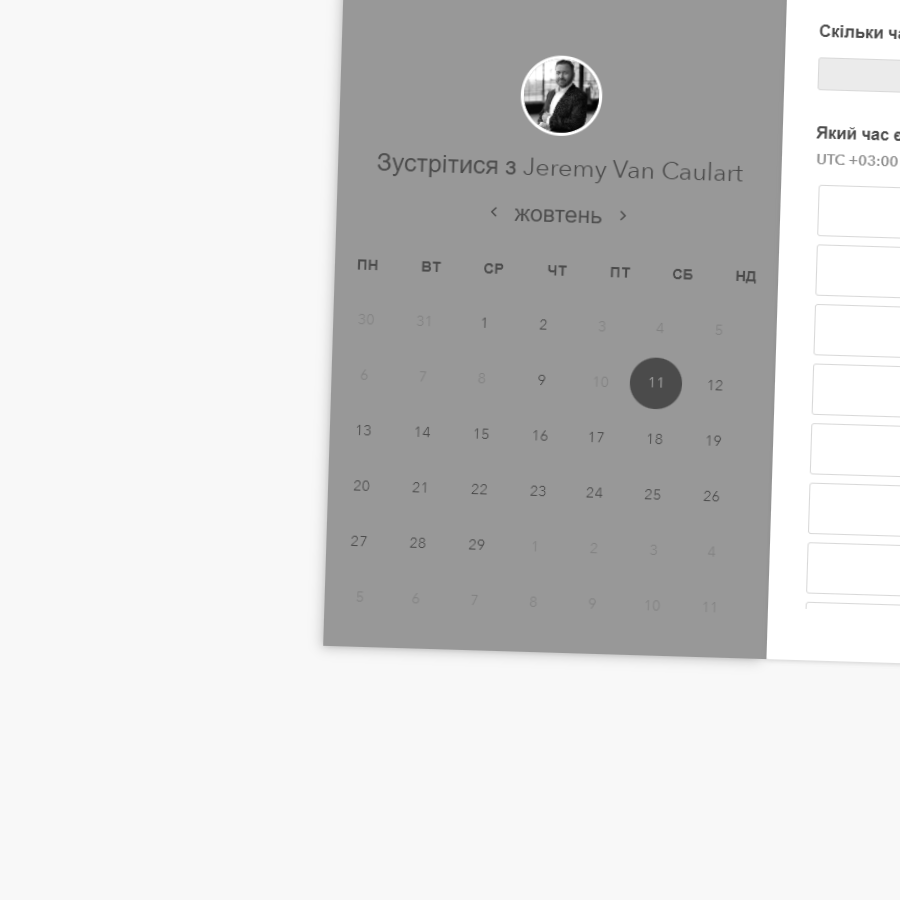 Зустрітися з Jeremy Van Caulart
‹ жовтень ›
ПН ВТ СР ЧТ ПТ СБ НД
30 31 1 2 3 4 5
6 7 8 9 10 11 12
13 14 15 16 17 18 19
20 21 22 23 24 25 26
27 28 29 1 2 3 4
5 6 7 8 9 10 11
Скільки
Який час
UTC +03:00